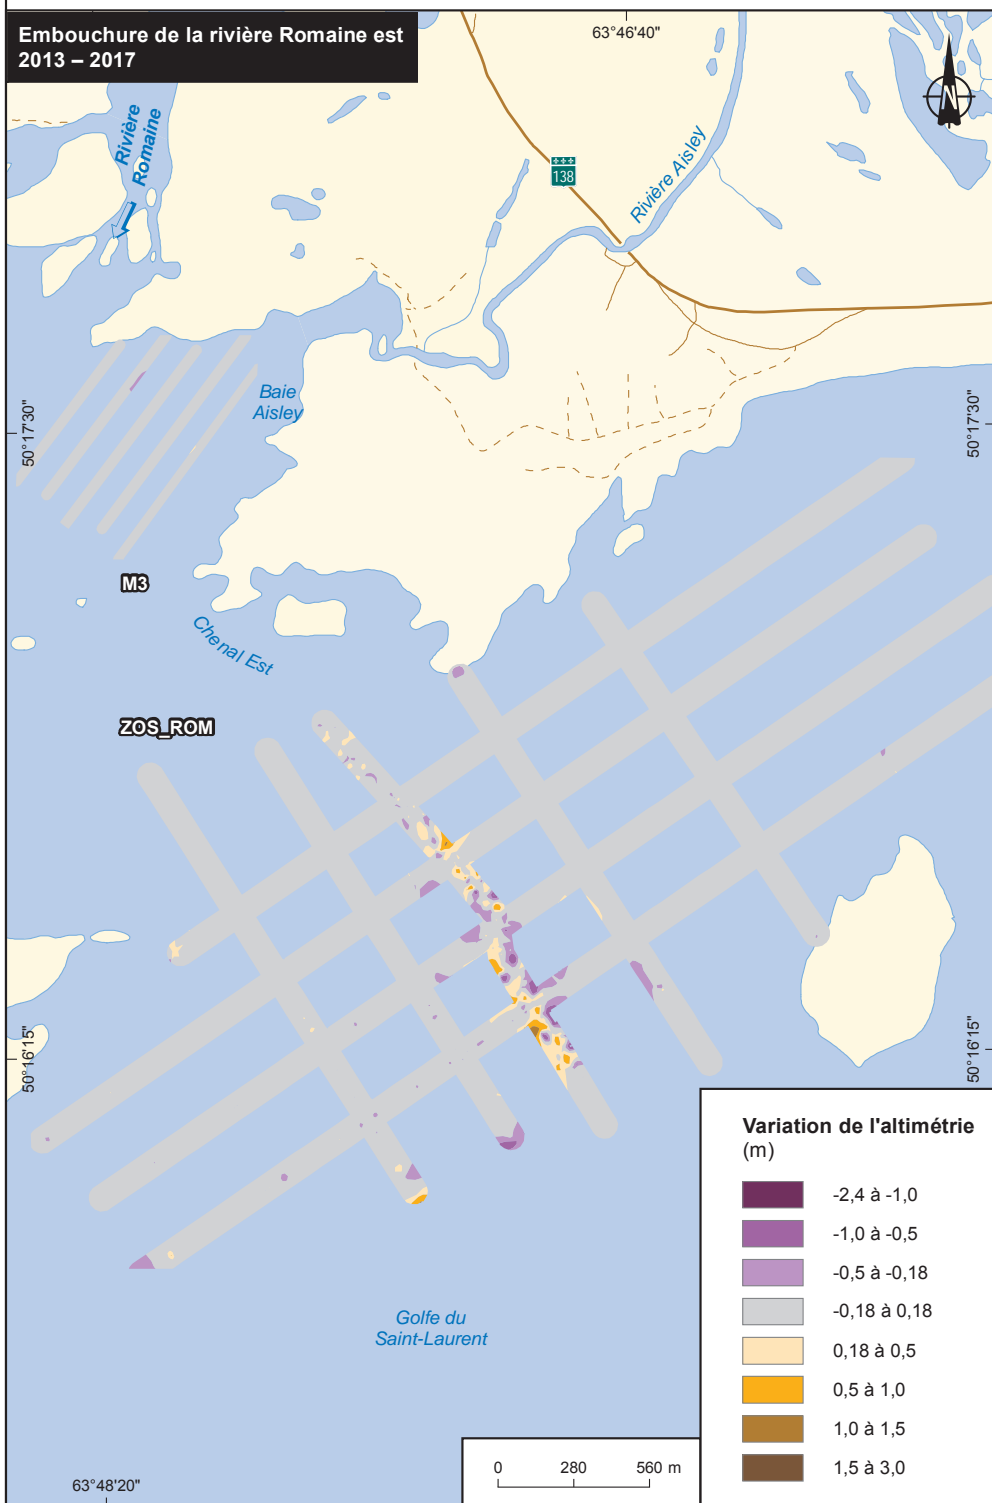 Embouchure de la rivière Romaine est
2013 – 2017
63°46'40"
N
Rivière
Romaine
138
Rivière Aisley
Baie
Aisley
50°17'30"
50°17'30"
M3
Chenal Est
ZOS_ROM
50°16'15"
50°16'15"
Variation de l'altimétrie
(m)
-2,4 à -1,0
-1,0 à -0,5
-0,5 à -0,18
-0,18 à 0,18
0,18 à 0,5
0,5 à 1,0
1,0 à 1,5
1,5 à 3,0
Golfe du
Saint-Laurent
0 280 560 m
63°48'20"